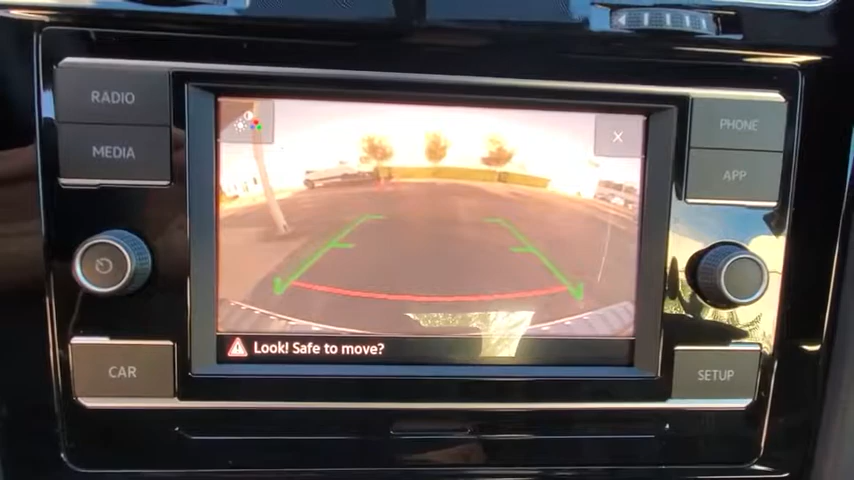 RADIO
MEDIA
CAR
PHONE
APP
SETUP
Look! Safe to move?